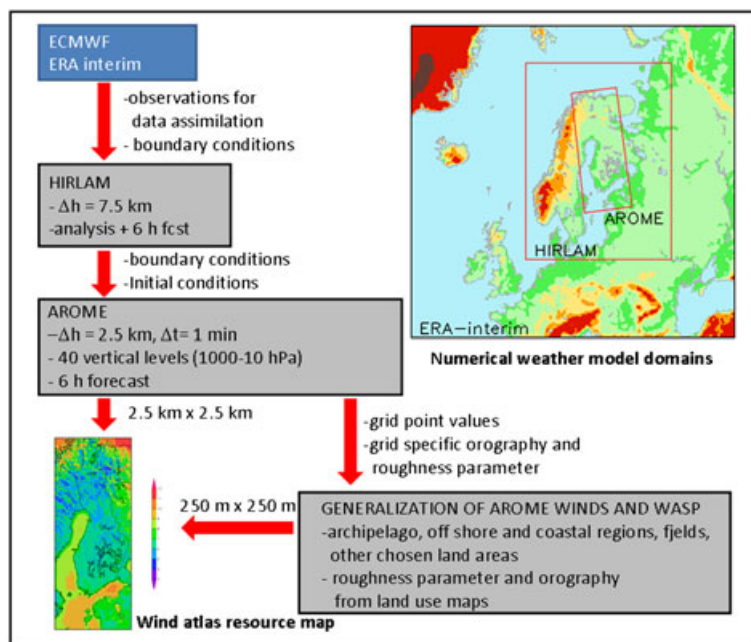 ECMWF
ERA interim
-observations for
data assimilation
- boundary conditions
HIRLAM
- Δh = 7.5 km
-analysis + 6 h fcst
-boundary conditions
-Initial conditions
AROME
–Δh = 2.5 km, Δt= 1 min
- 40 vertical levels (1000-10 hPa)
- 6 h forecast
2.5 km x 2.5 km
-grid point values
-grid specific orography and
roughness parameter
250 m x 250 m
GENERALIZATION OF AROME WINDS AND WASP
-archipelago, off shore and coastal regions, fjelds,
other chosen land areas
- roughness parameter and orography
from land use maps
Wind atlas resource map
AROME
HIRLAM
ERA-interim
Numerical weather model domains